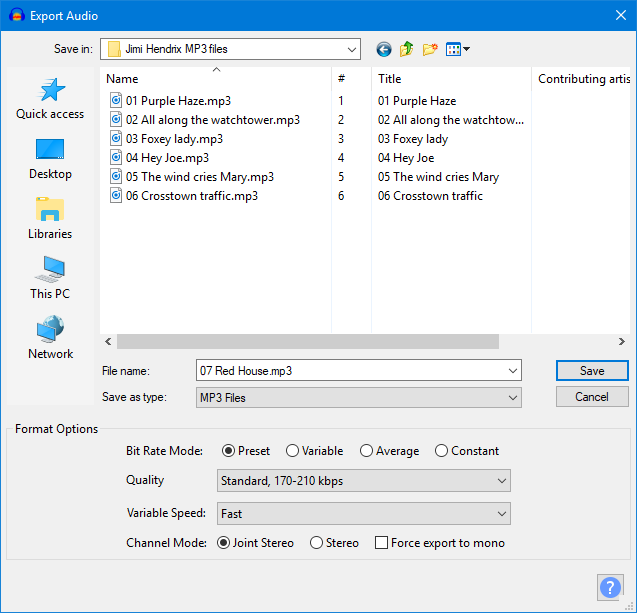 Export Audio
Save in: Jimi Hendrix MP3 files
Quick access
Desktop
Libraries
This PC
Network
Name # Title Contributing artis
01 Purple Haze.mp3 1 01 Purple Haze
02 All along the watchtower.mp3 2 02 All along the watchtow...
03 Foxey lady.mp3 3 03 Foxey lady
04 Hey Joe.mp3 4 04 Hey Joe
05 The wind cries Mary.mp3 5 05 The wind cries Mary
06 Crosstown traffic.mp3 6 06 Crosstown traffic
File name: 07 Red House.mp3 Save
Save as type: MP3 Files Cancel
Format Options
Bit Rate Mode: Preset Variable Average Constant
Quality Standard, 170-210 kbps
Variable Speed: Fast
Channel Mode: Joint Stereo Stereo Force export to mono
?